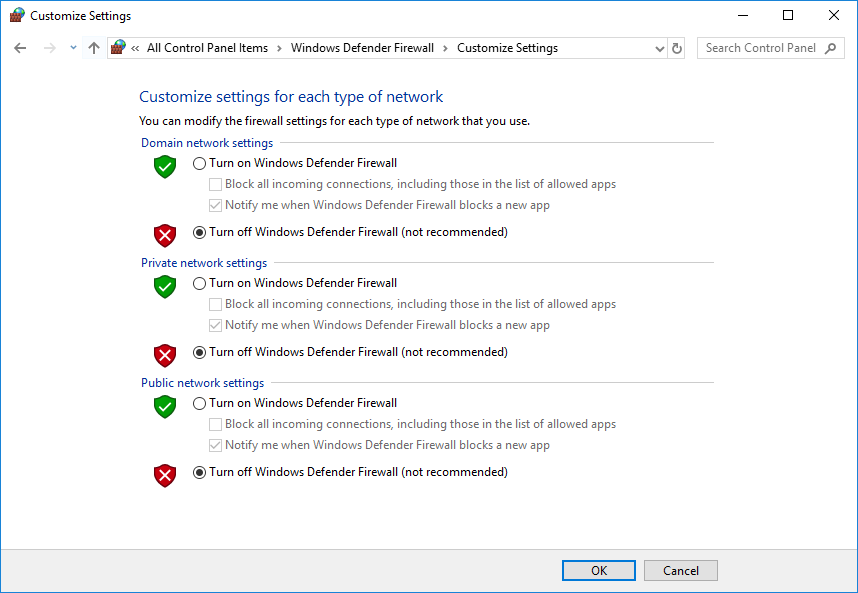 Customize Settings
« All Control Panel Items > Windows Defender Firewall > Customize Settings
Search Control Panel
Customize settings for each type of network
You can modify the firewall settings for each type of network that you use.
Domain network settings
Turn on Windows Defender Firewall
Block all incoming connections, including those in the list of allowed apps
Notify me when Windows Defender Firewall blocks a new app
Turn off Windows Defender Firewall (not recommended)
Private network settings
Turn on Windows Defender Firewall
Block all incoming connections, including those in the list of allowed apps
Notify me when Windows Defender Firewall blocks a new app
Turn off Windows Defender Firewall (not recommended)
Public network settings
Turn on Windows Defender Firewall
Block all incoming connections, including those in the list of allowed apps
Notify me when Windows Defender Firewall blocks a new app
Turn off Windows Defender Firewall (not recommended)
OK
Cancel